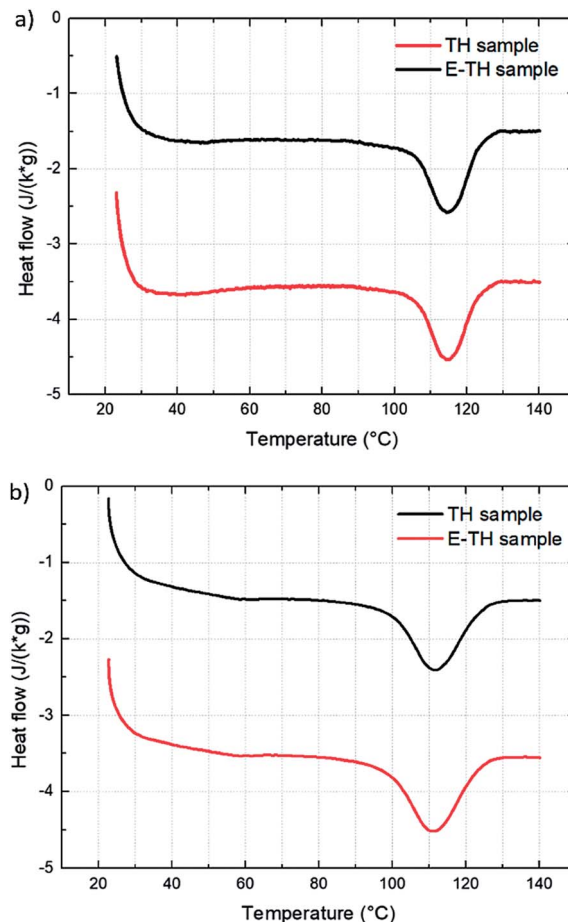 a)
TH sample
E-TH sample
-1
-2
-3
-4
-5
Heat flow (J/(k*g))
20 40 60 80 100 120 140
Temperature (°C)
b)
0
TH sample
E-TH sample
-1
-2
-3
-4
-5
Heat flow (J/(k*g))
20 40 60 80 100 120 140
Temperature (°C)